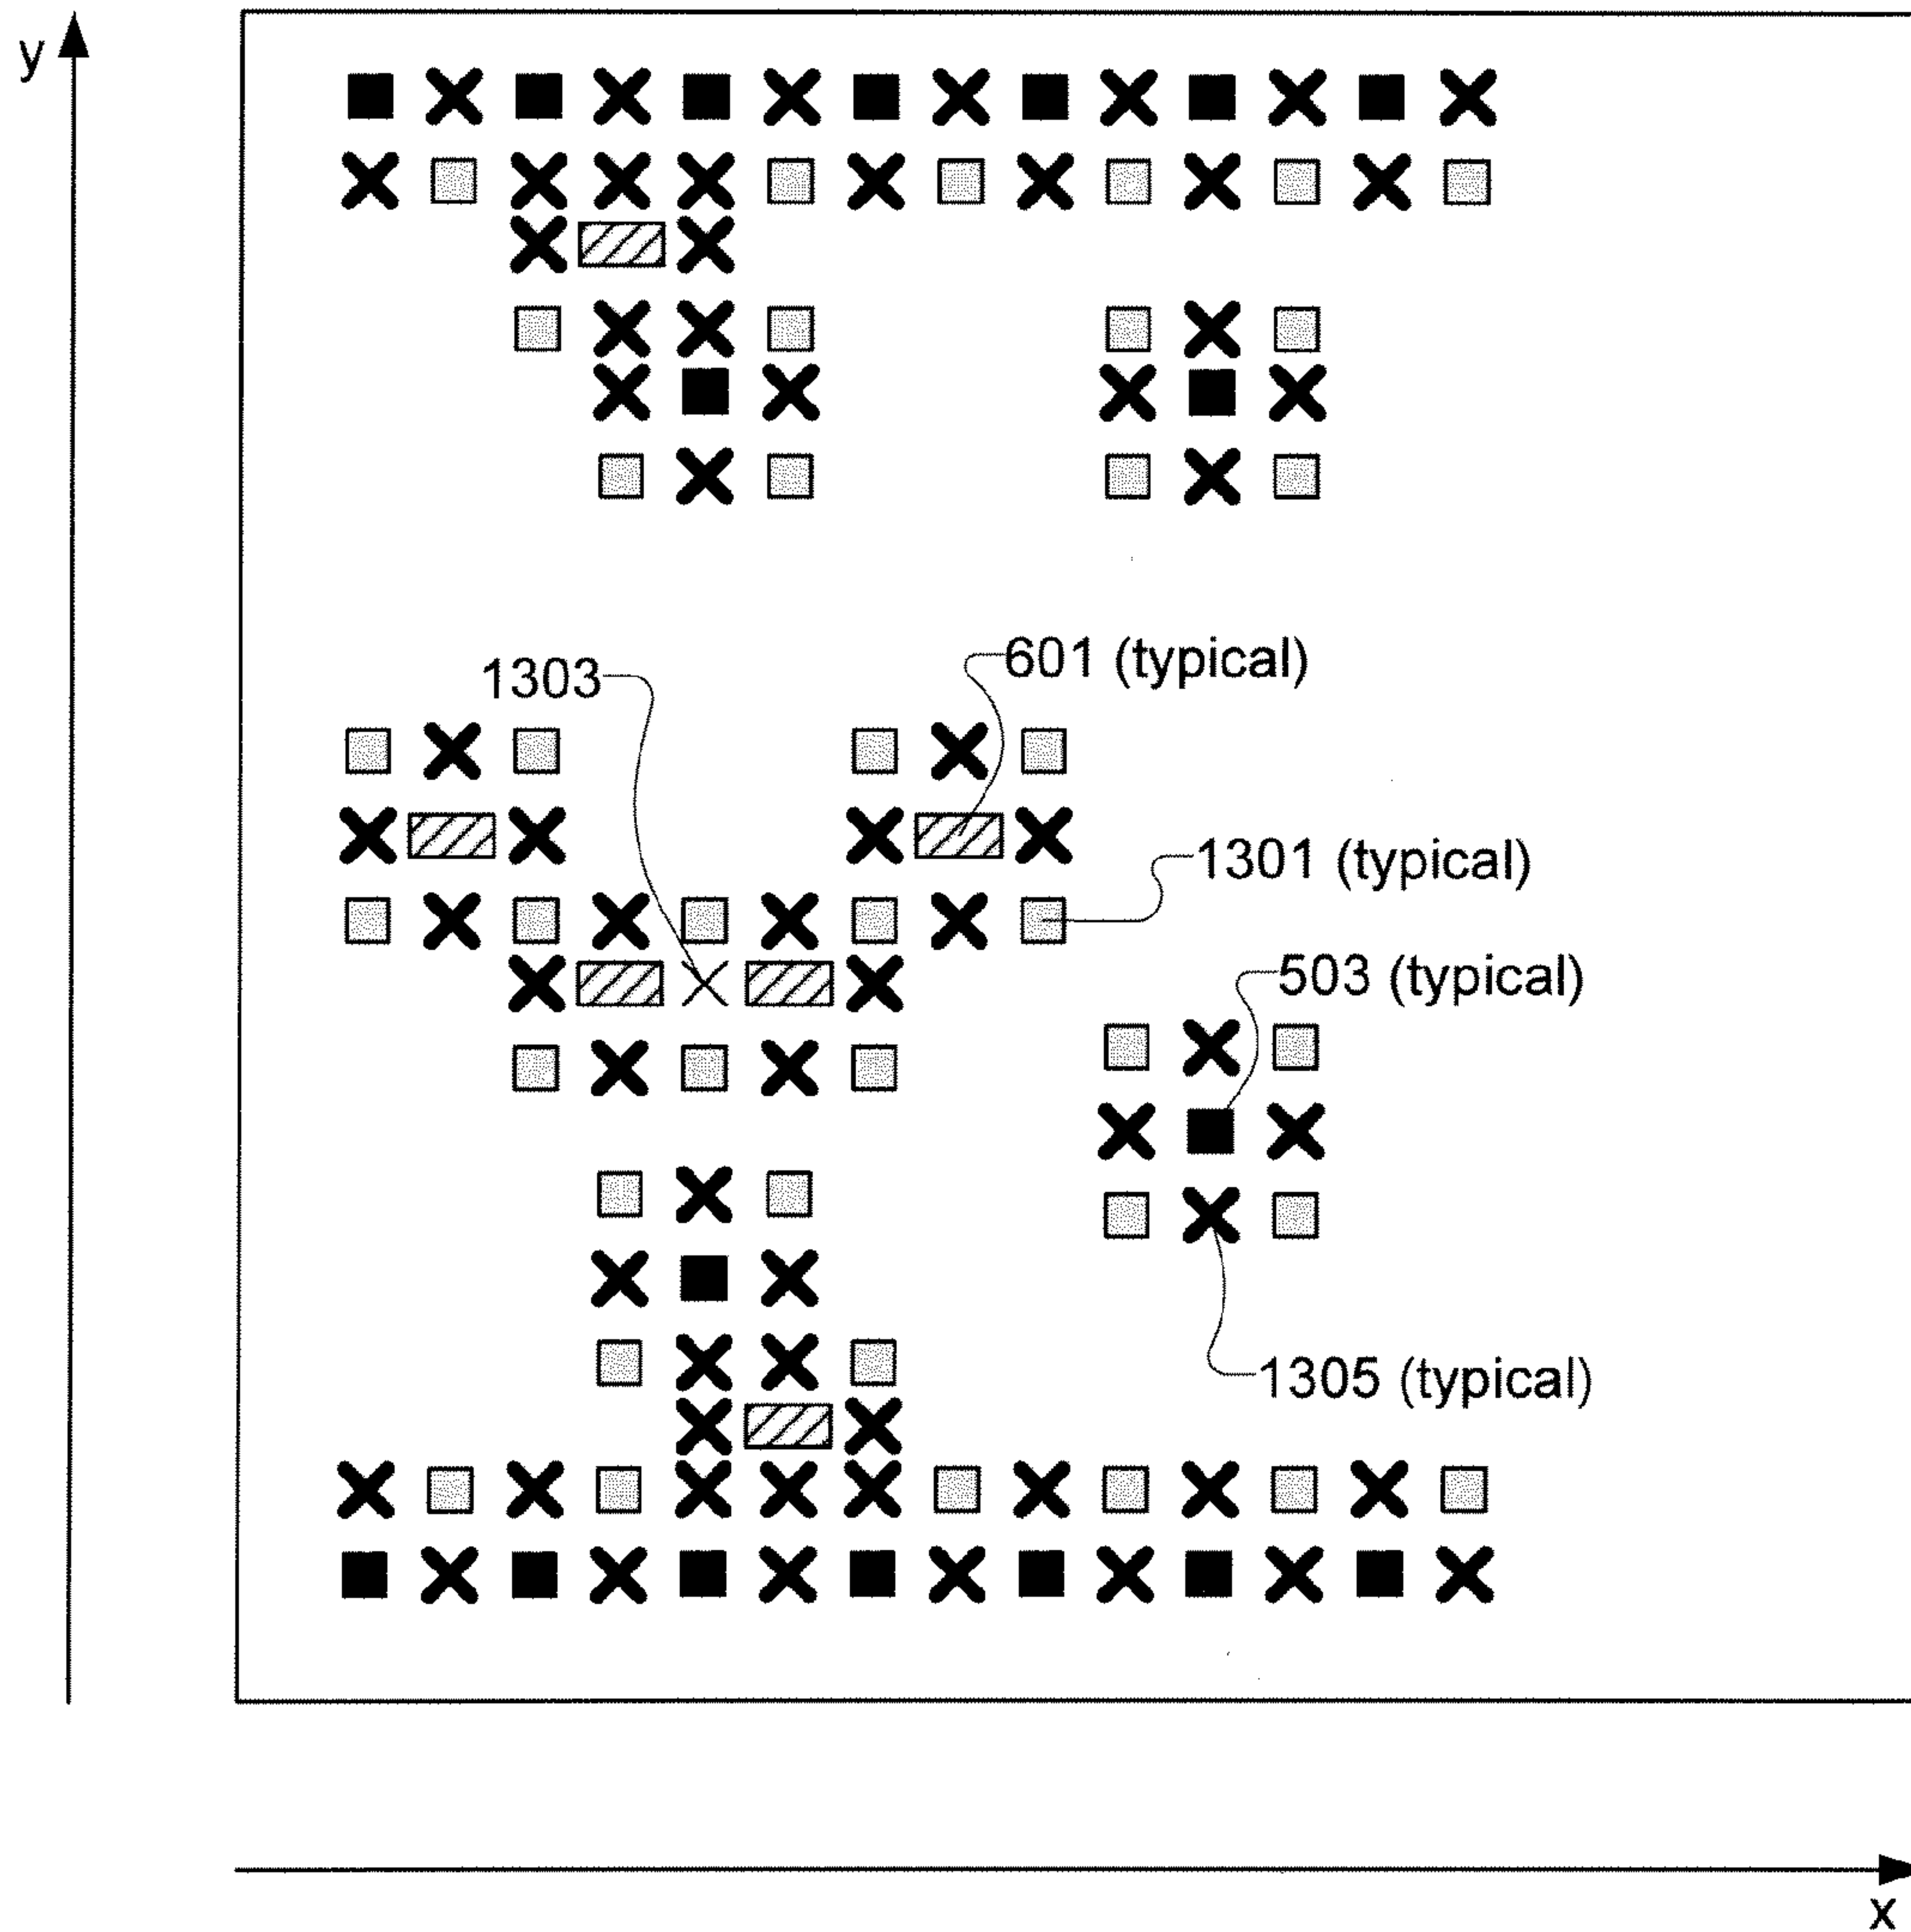 y
601 (typical)
1303
1301 (typical)
503 (typical)
1305 (typical)
x